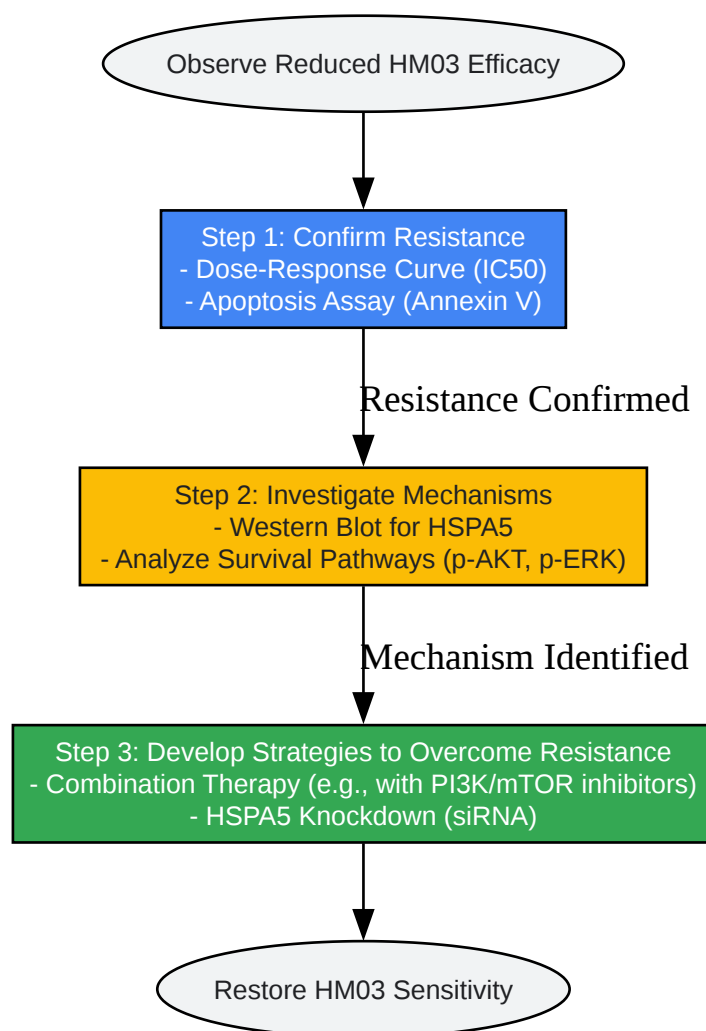 Observe Reduced HM03 Efficacy
Step 1: Confirm Resistance
- Dose-Response Curve (IC50)
- Apoptosis Assay (Annexin V)
Resistance Confirmed
Step 2: Investigate Mechanisms
- Western Blot for HSPA5
- Analyze Survival Pathways (p-AKT, p-ERK)
Mechanism Identified
Step 3: Develop Strategies to Overcome Resistance
- Combination Therapy (e.g., with PI3K/mTOR inhibitors)
- HSPA5 Knockdown (siRNA)
Restore HM03 Sensitivity